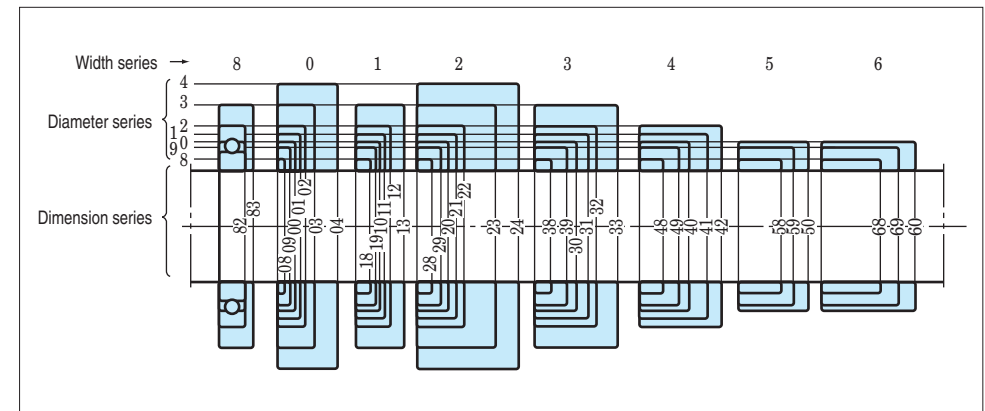 Width series → 8 0 1 2 3 4 5 6
Diameter series
4
3
2
1
0
9
8
Dimension series
82 83
08 09 00 01 02 03 04
18 19 10 11 12 13
28 29 20 21 22 23 24
38 39 30 31 32 33
48 49 40 41 42
58 59 50
68 69 60